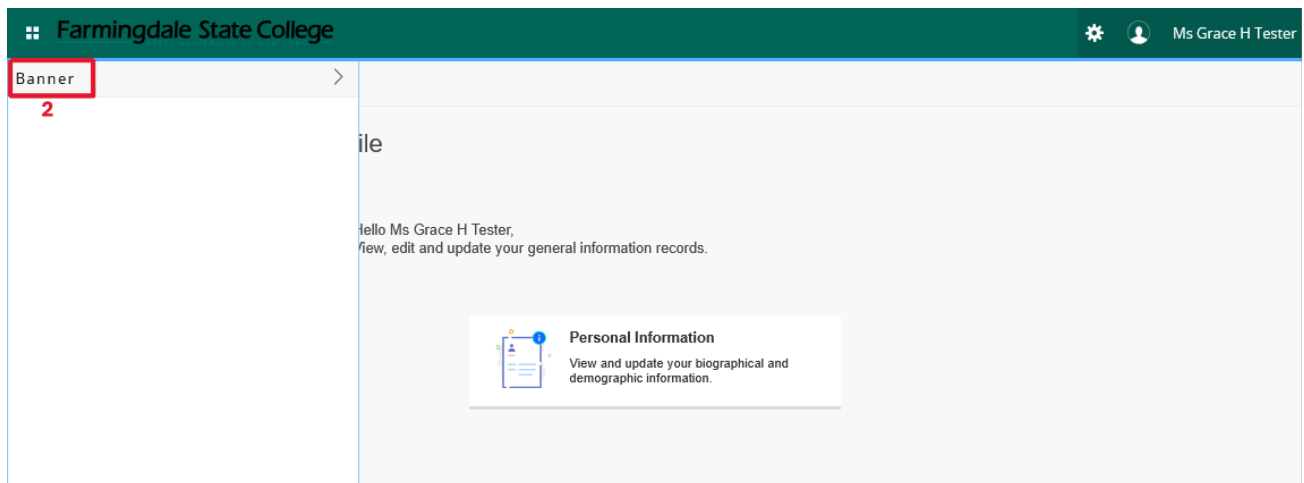 Farmingdale State College
Ms Grace H Tester
Banner
2
ile
Hello Ms Grace H Tester,
View, edit and update your general information records.
Personal Information
View and update your biographical and
demographic information.